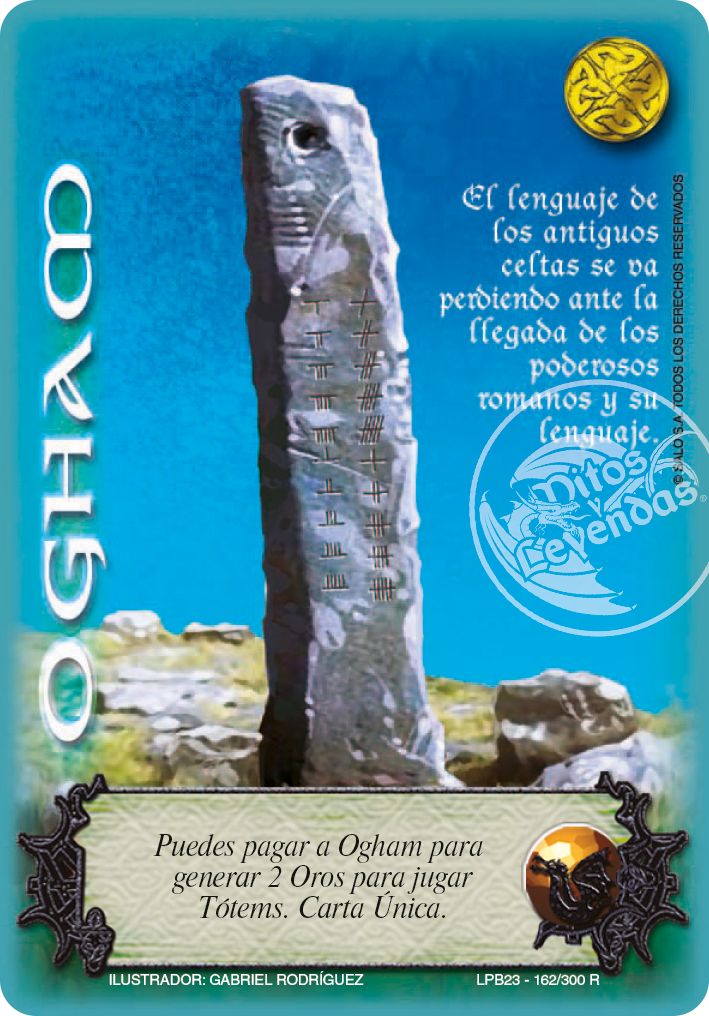 OGHAM
El lenguaje de
los antiguos
celtas se va
perdiendo ante la
llegada de los
poderosos
romanos y su
lenguaje.
© SALO S.A. TODOS LOS DERECHOS RESERVADOS
Mitos
y
Leyendas®
Puedes pagar a Ogham para
generar 2 Oros para jugar
Tótems. Carta Única.
ILUSTRADOR: GABRIEL RODRÍGUEZ
LPB23 - 162/300 R